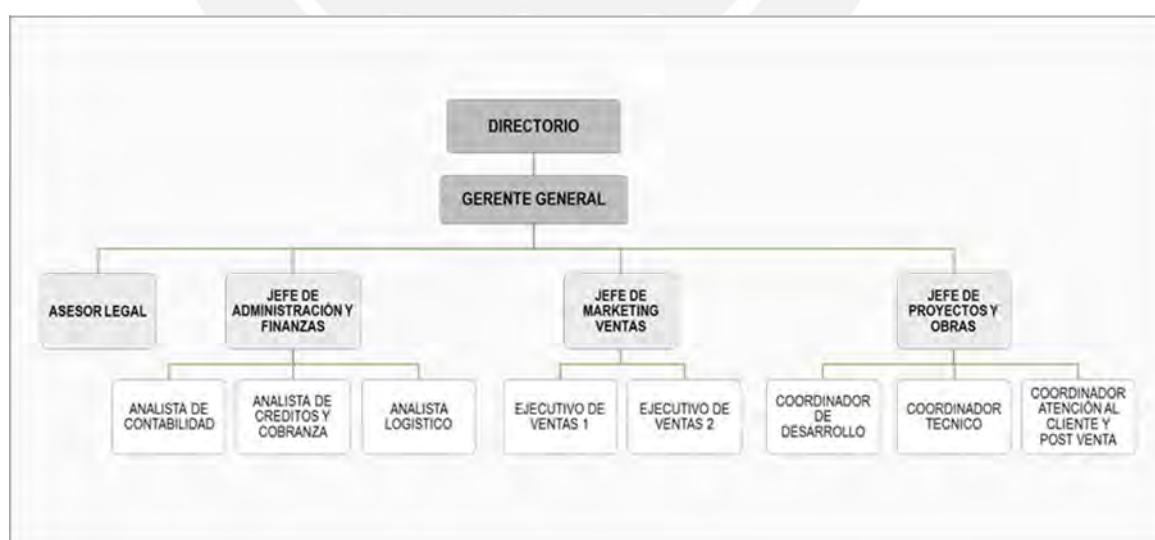 DIRECTORIO
GERENTE GENERAL
ASESOR LEGAL
JEFE DE
ADMINISTRACIÓN Y
FINANZAS
JEFE DE
MARKETING
VENTAS
JEFE DE
PROYECTOS Y
OBRAS
ANALISTA DE
CONTABILIDAD
ANALISTA DE
CREDITOS Y
COBRANZA
ANALISTA
LOGISTICO
EJECUTIVO DE
VENTAS 1
EJECUTIVO DE
VENTAS 2
COORDINADOR
DE
DESARROLLO
COORDINADOR
TECNICO
COORDINADOR
ATENCIÓN AL
CLIENTE Y
POST VENTA